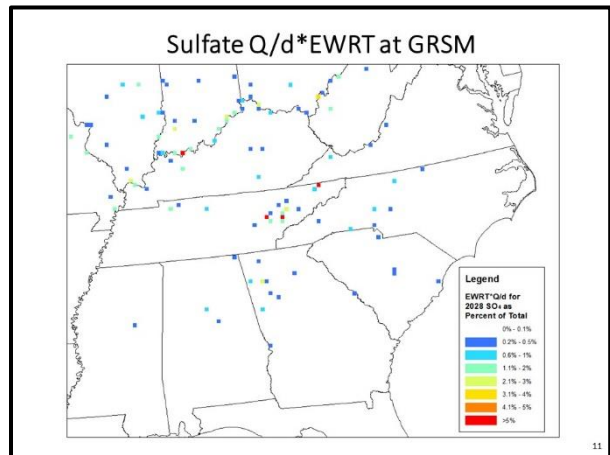 Sulfate Q/d*EWRT at GRSM
Legend
EWRT*Q/d for
2028 SO₄ as
Percent of Total
0% - 0.1%
0.2% - 0.5%
0.6% - 1%
1.1% - 2%
2.1% - 3%
3.1% - 4%
4.1% - 5%
>5%
11